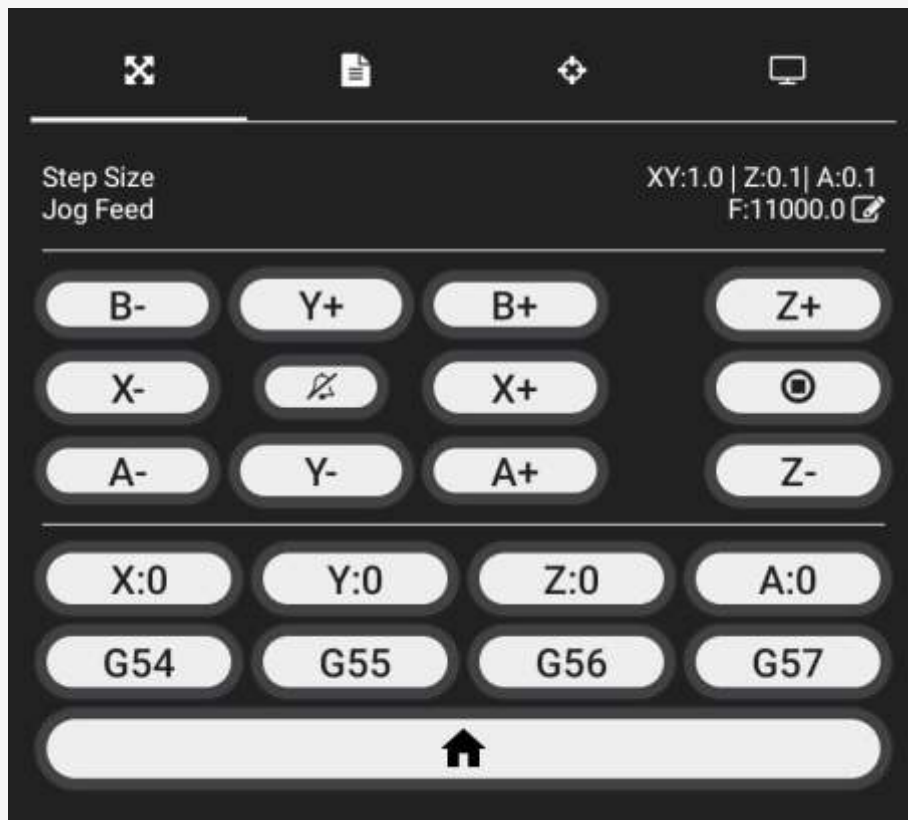 Step Size XY:1.0 | Z:0.1| A:0.1
Jog Feed F:11000.0
B- Y+ B+ Z+
X- X+
A- Y- A+ Z-
X:0 Y:0 Z:0 A:0
G54 G55 G56 G57